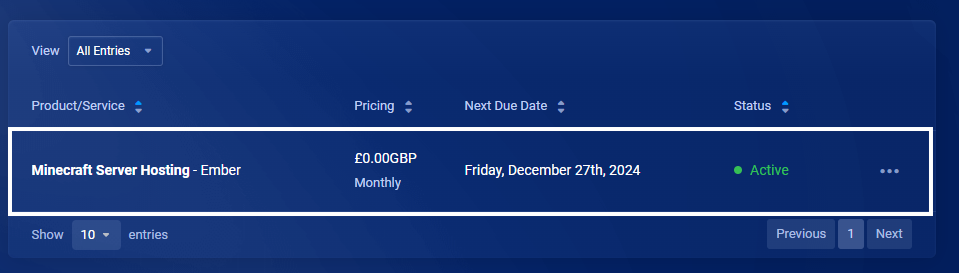 View All Entries
Product/Service Pricing Next Due Date Status
Minecraft Server Hosting - Ember £0.00GBP Monthly Friday, December 27th, 2024 Active
Show 10 entries Previous 1 Next